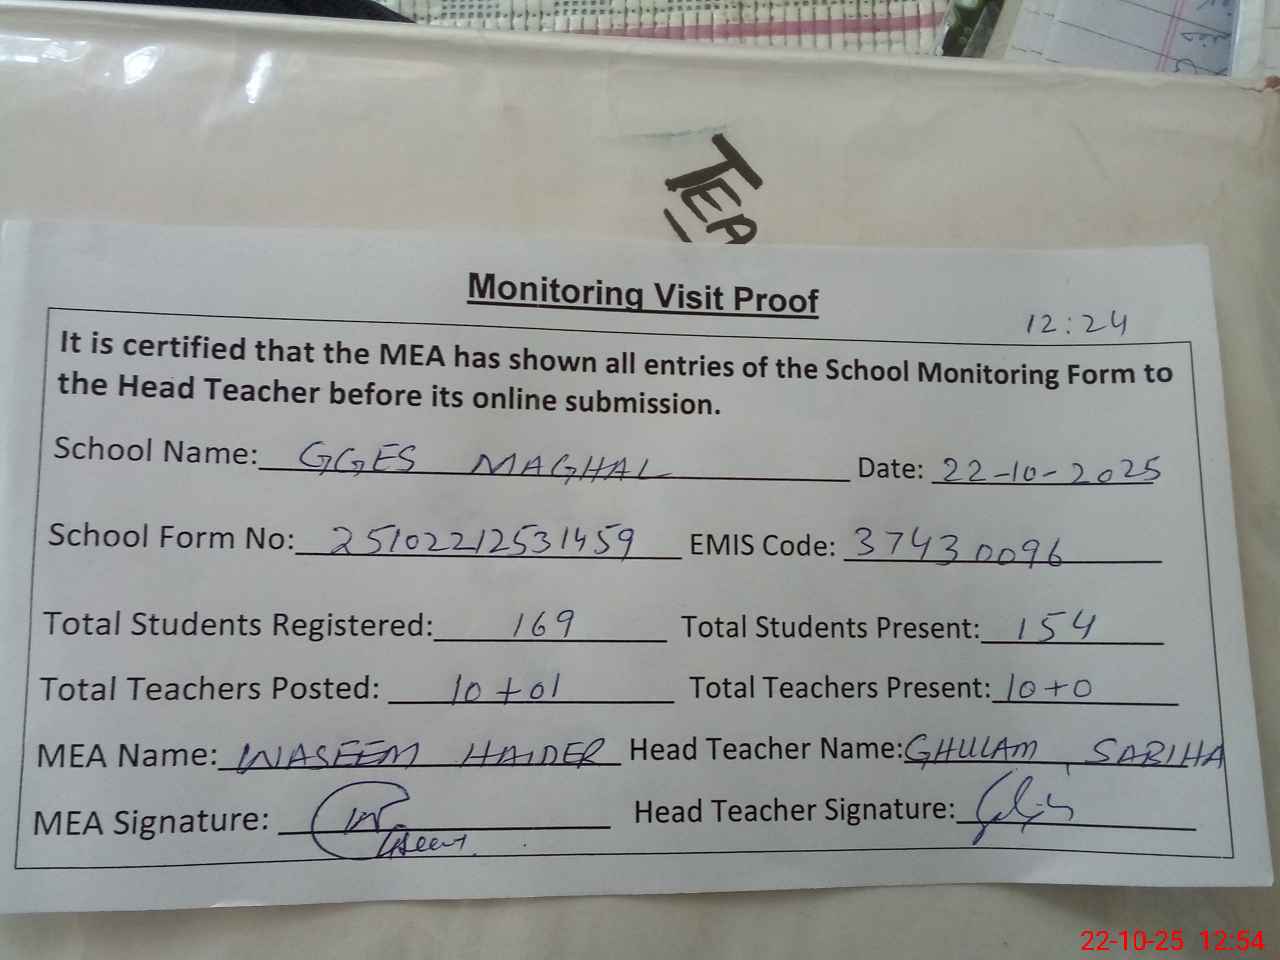 TEA
Monitoring Visit Proof
12:24
It is certified that the MEA has shown all entries of the School Monitoring Form to
the Head Teacher before its online submission.
School Name: GGES MAGHAL Date: 22-10-2025
School Form No: 2510221253 1459 EMIS Code: 37430096
Total Students Registered: 169 Total Students Present: 154
Total Teachers Posted: 10+01 Total Teachers Present: 10+0
MEA Name: WASEEM HAIDER Head Teacher Name: GHULAM SABIHA
MEA Signature: Head Teacher Signature:
22-10-25 12:54